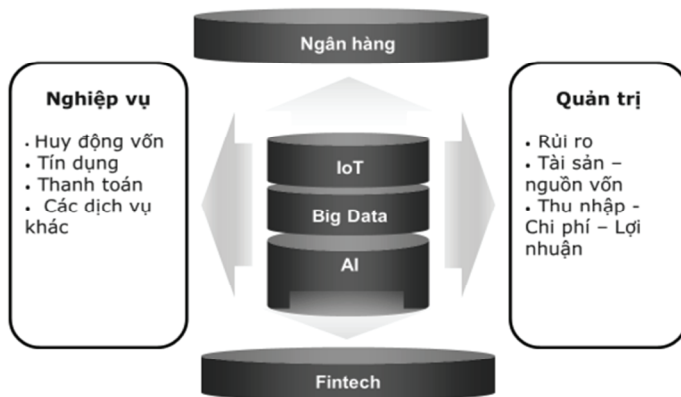 Ngân hàng
Nghiệp vụ
• Huy động vốn
• Tín dụng
• Thanh toán
• Các dịch vụ
khác
IoT
Big Data
AI
Quản trị
• Rủi ro
• Tài sản –
nguồn vốn
• Thu nhập -
Chi phí – Lợi
nhuận
Fintech